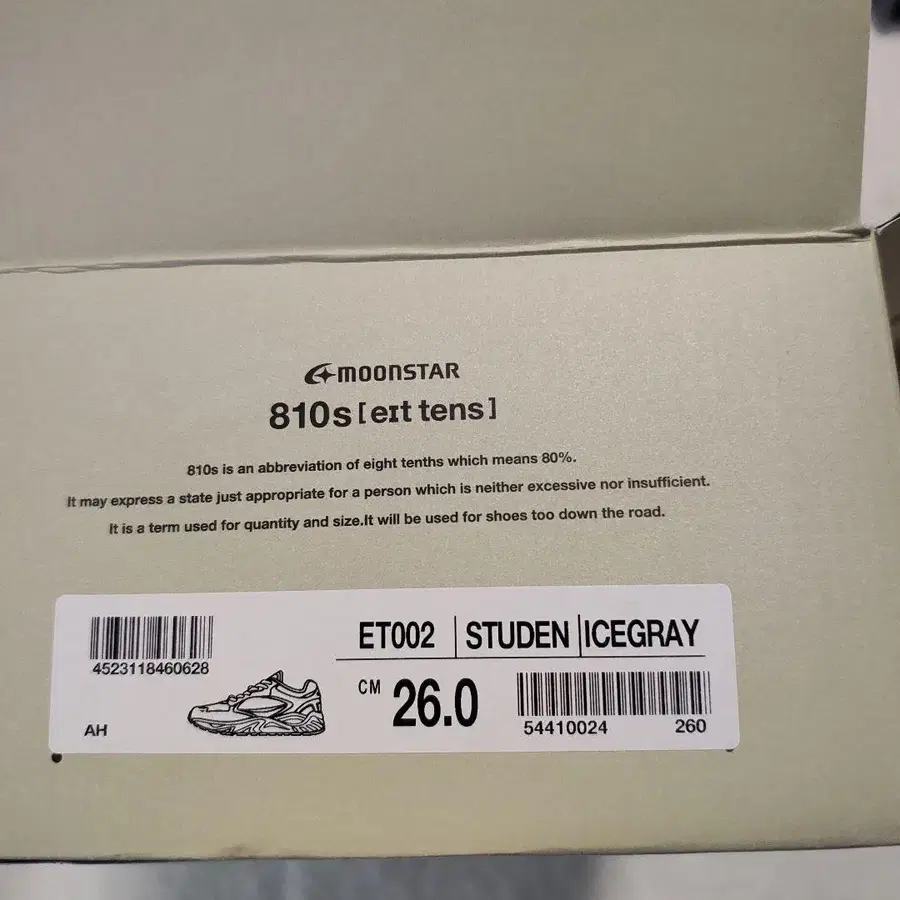 MOONSTAR
810s [eɪt tens]
810s is an abbreviation of eight tenths which means 80%.
It may express a state just appropriate for a person which is neither excessive nor insufficient.
It is a term used for quantity and size.It will be used for shoes too down the road.
ET002 STUDEN ICEGRAY
4523118460628
CM 26.0
54410024 260
AH